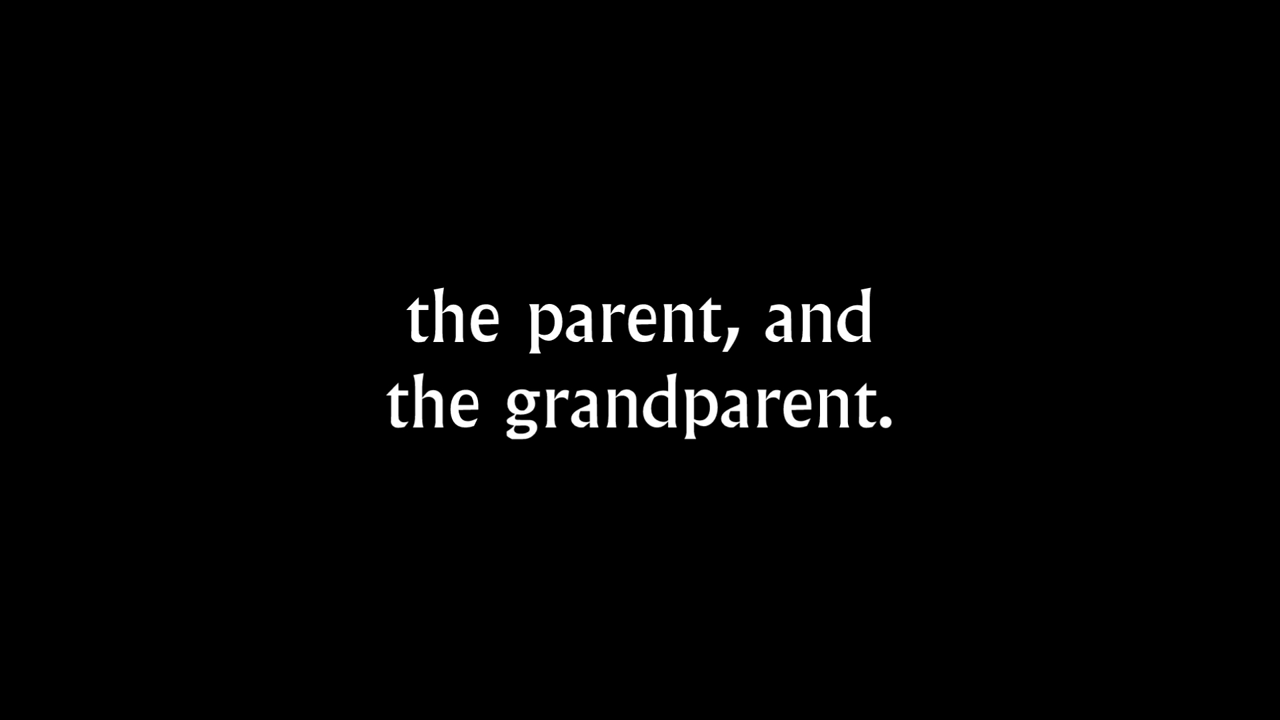 the parent, and
the grandparent.